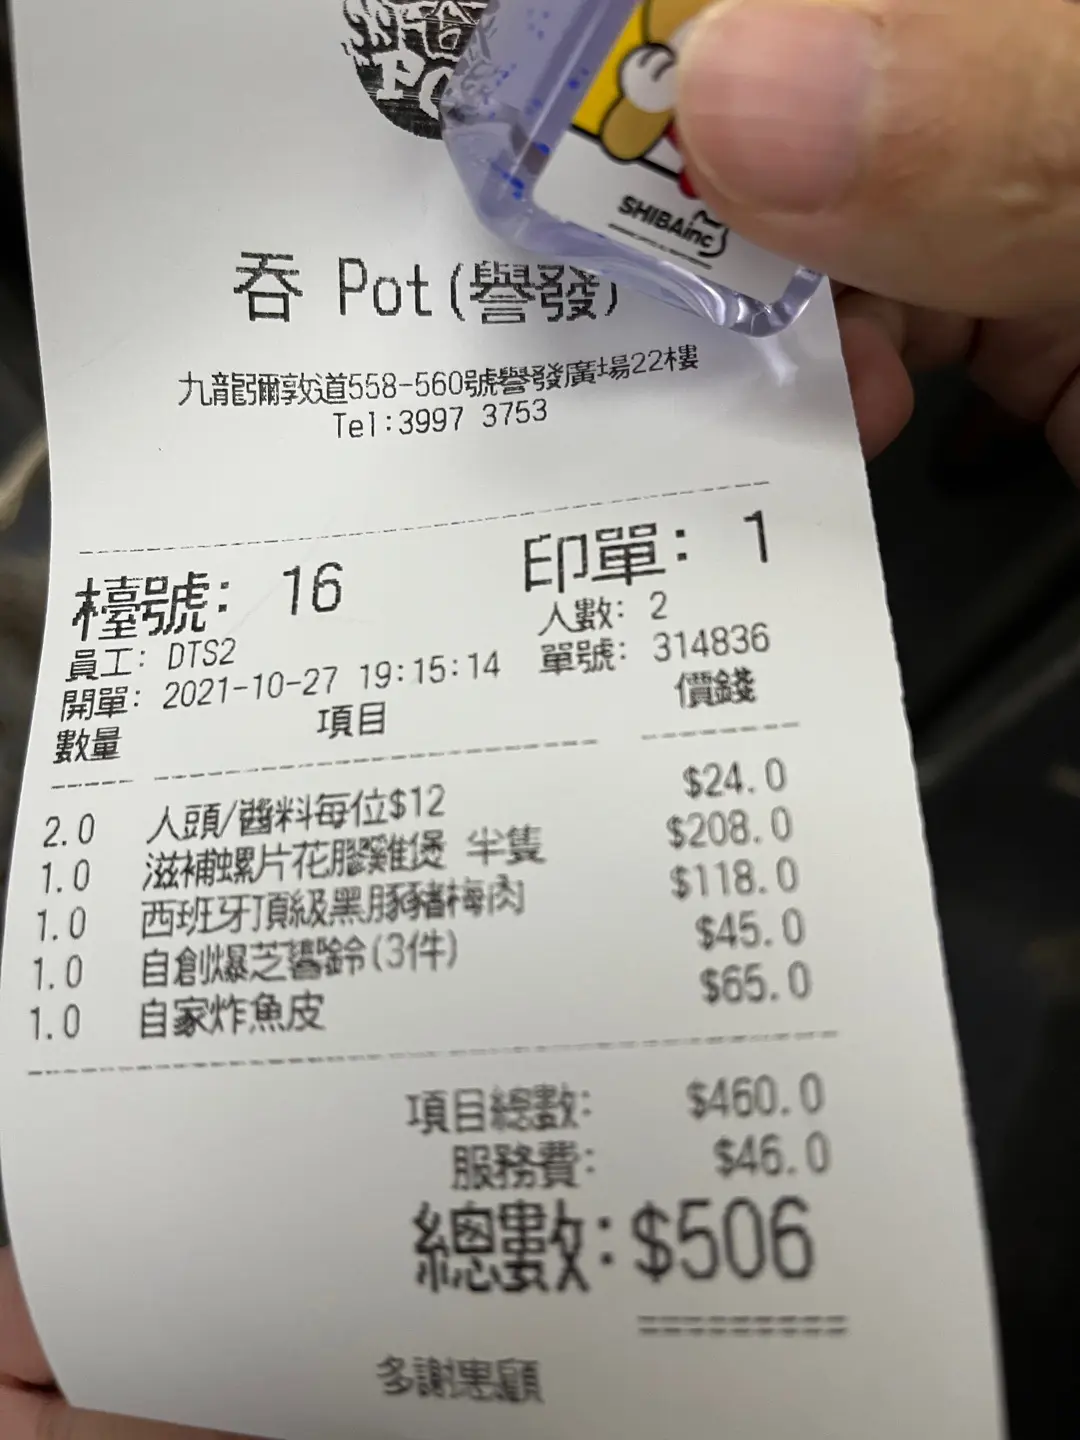 SHIBAinc
吞 Pot(譽發)
九龍彌敦道558-560號譽發廣場22樓
Tel:3997 3753
檯號: 16 印單: 1
員工: DTS2 人數: 2
開單: 2021-10-27 19:15:14 單號: 314836
數量 項目 價錢
2.0 人頭/醬料每位$12 $24.0
1.0 滋補螺片花膠雞煲 半隻 $208.0
1.0 西班牙頂級黑豚豬梅肉 $118.0
1.0 自創爆芝響鈴(3件) $45.0
1.0 自家炸魚皮 $65.0
項目總數: $460.0
服務費: $46.0
總數:$506
多謝惠顧